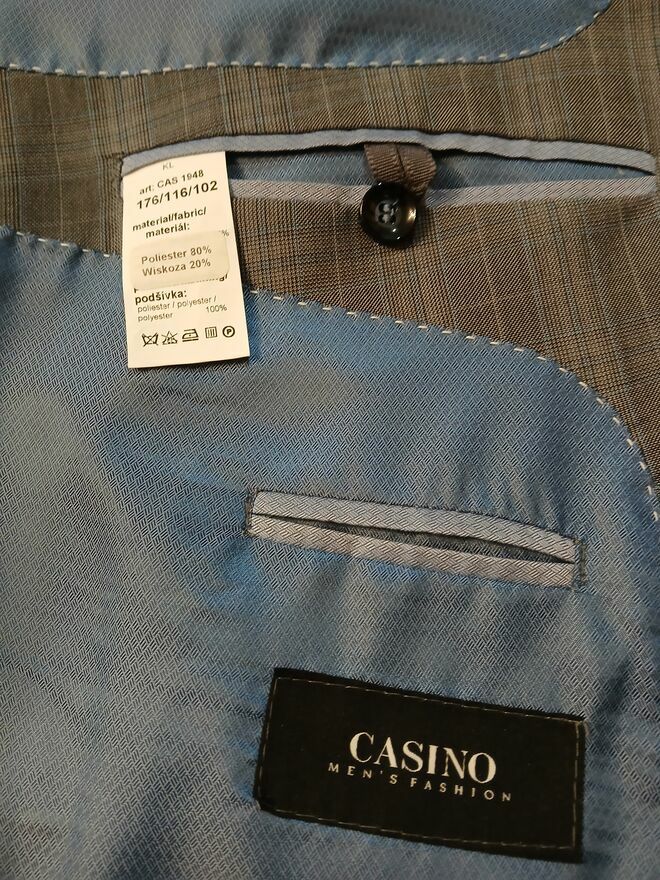 KL
art. CAS 1948
176/116/102
material/fabric/
materiál:
%
Poliester 80%
Wiskoza 20%
podšívka:
poliester / polyester /
polyester 100%
CASINO
MEN'S FASHION